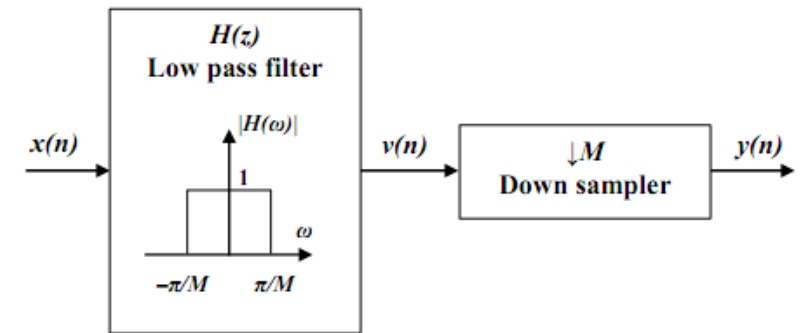 H(z)
Low pass filter
|H(ω)|
x(n)
v(n)
↓M
y(n)
Down sampler
1
ω
−π/M
π/M